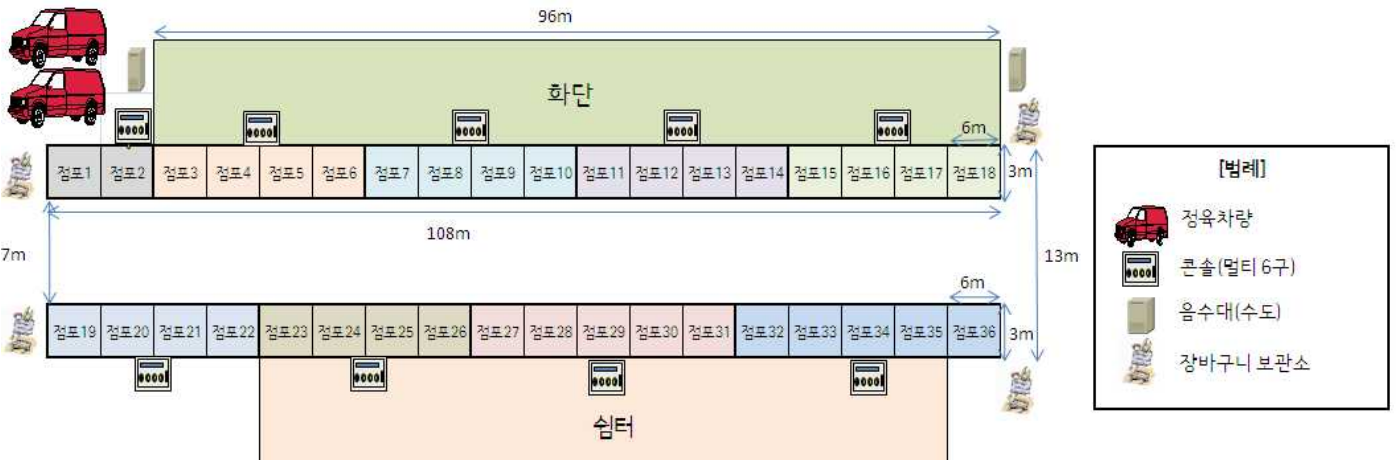 96m
화단
6m
점포1 점포2 점포3 점포4 점포5 점포6 점포7 점포8 점포9 점포10 점포11 점포12 점포13 점포14 점포15 점포16 점포17 점포18 3m
108m
7m 13m
6m
점포19 점포20 점포21 점포22 점포23 점포24 점포25 점포26 점포27 점포28 점포29 점포30 점포31 점포32 점포33 점포34 점포35 점포36 3m
쉼터
[범례]
정육차량
콘솔(멀티 6구)
음수대(수도)
장바구니 보관소